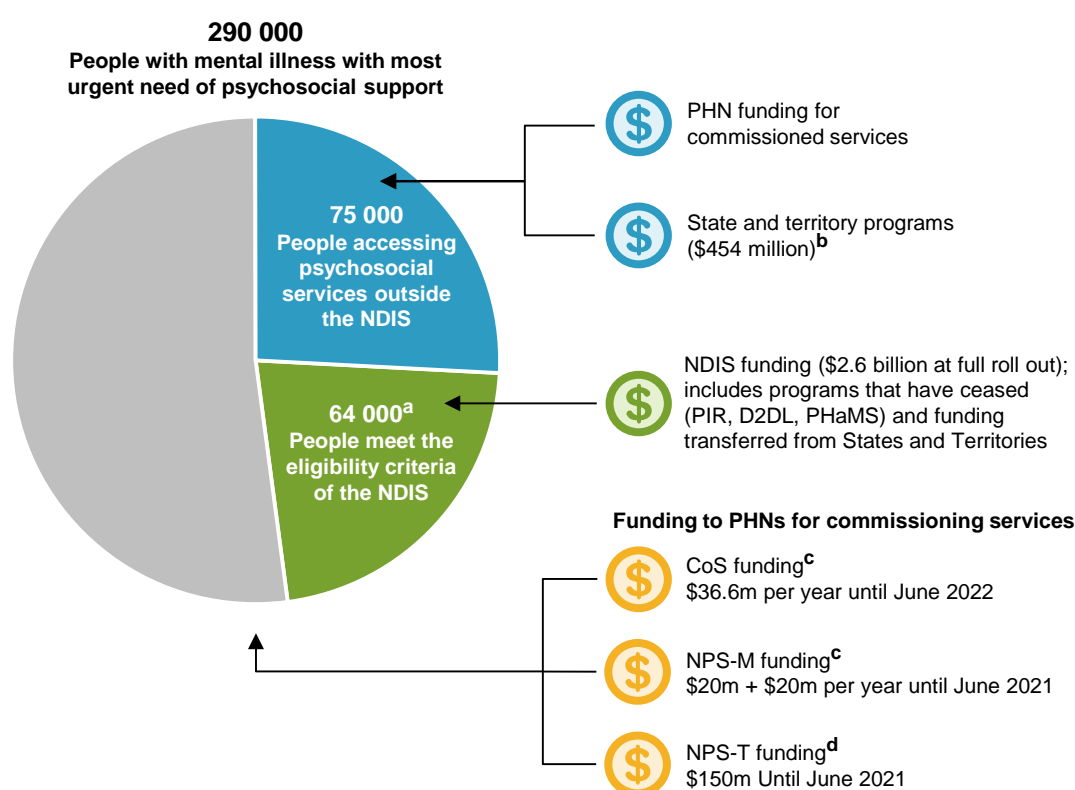 290 000
People with mental illness with most
urgent need of psychosocial support
75 000
People accessing
psychosocial
services outside
the NDIS
64 000a
People meet the
eligibility criteria
of the NDIS
$
PHN funding for
commissioned services
$
State and territory programs
($454 million)b
$
NDIS funding ($2.6 billion at full roll out);
includes programs that have ceased
(PIR, D2DL, PHaMS) and funding
transferred from States and Territories
Funding to PHNs for commissioning services
$
CoS fundingc
$36.6m per year until June 2022
$
NPS-M fundingc
$20m + $20m per year until June 2021
$
NPS-T fundingd
$150m Until June 2021